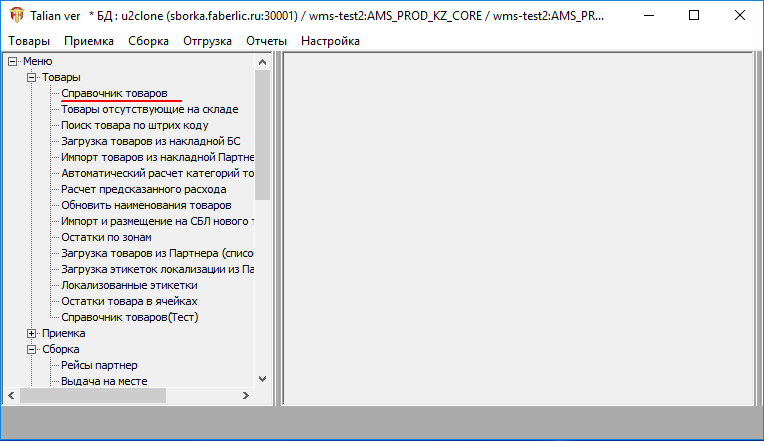 Talian ver * БД : u2clone (sborka.faberlic.ru:30001) / wms-test2:AMS_PROD_KZ_CORE / wms-test2:AMS_PR...
Товары Приемка Сборка Отгрузка Отчеты Настройка
Меню
Товары
Справочник товаров
Товары отсутствующие на складе
Поиск товара по штрих коду
Загрузка товаров из накладной БС
Импорт товаров из накладной Партне
Автоматический расчет категорий то
Расчет предсказанного расхода
Обновить наименования товаров
Импорт и размещение на СБЛ нового т
Остатки по зонам
Загрузка товаров из Партнера (списо
Загрузка этикеток локализации из Па
Локализованные этикетки
Остатки товара в ячейках
Справочник товаров(Тест)
Приемка
Сборка
Рейсы партнер
Выдача на месте